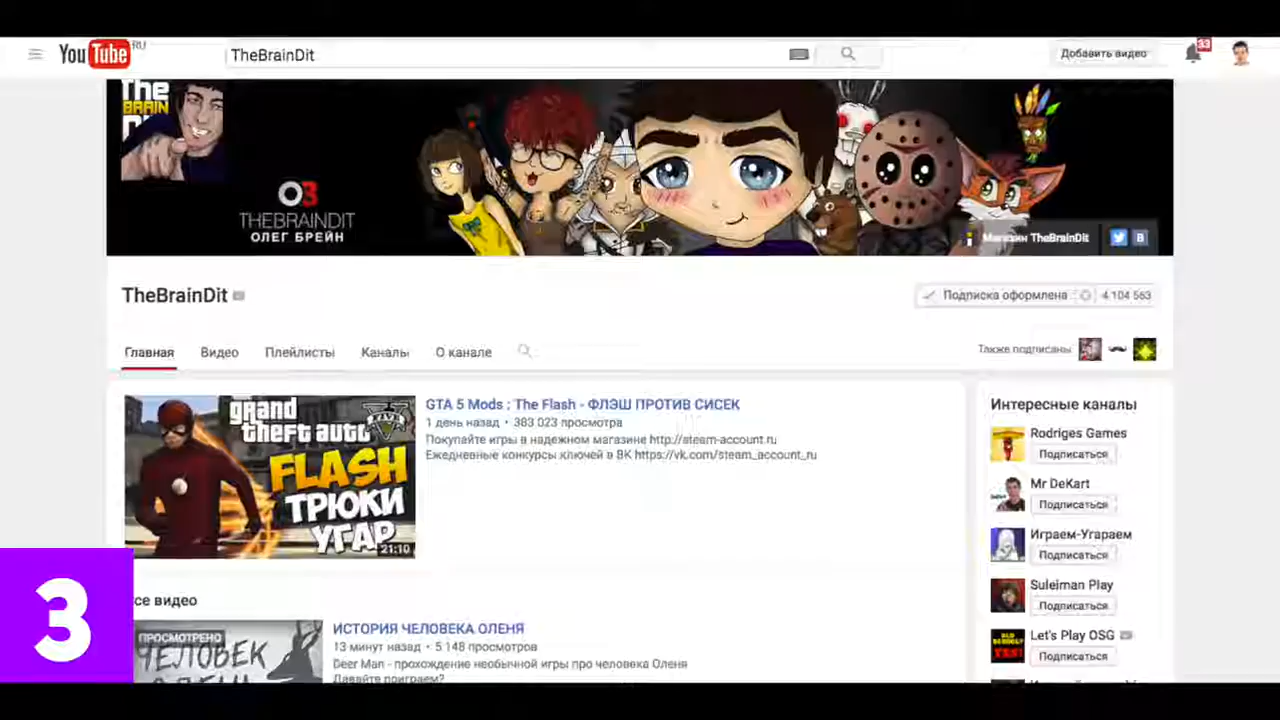 YouTube RU
TheBrainDit
Добавить видео
33
The
BRAIN
DIT
O3
THEBRAINDIT
ОЛЕГ БРЕЙН
Магазин TheBrainDit
B
TheBrainDit
Подписка оформлена
4 104 563
Главная
Видео
Плейлисты
Каналы
О канале
Также подписаны
grand
theft auto
V
FIVE
FLASH
ТРЮКИ
УГАР
21:10
GTA 5 Mods : The Flash - ФЛЭШ ПРОТИВ СИСЕК
1 день назад • 383 023 просмотра
Покупайте игры в надежном магазине http://steam-account.ru
Ежедневные конкурсы ключей в ВК https://vk.com/steam_account_ru
Интересные каналы
Rodriges Games
Подписаться
Mr DeKart
Подписаться
Играем-Угараем
Подписаться
Suleiman Play
Подписаться
Let's Play OSG
Подписаться
3
се видео
ПРОСМОТРЕНО
ЧЕЛОВЕК
ОЛЕНЬ
ИСТОРИЯ ЧЕЛОВЕКА ОЛЕНЯ
13 минут назад • 5 148 просмотров
Deer Man - прохождение необычной игры про человека Оленя
Давайте поиграем?